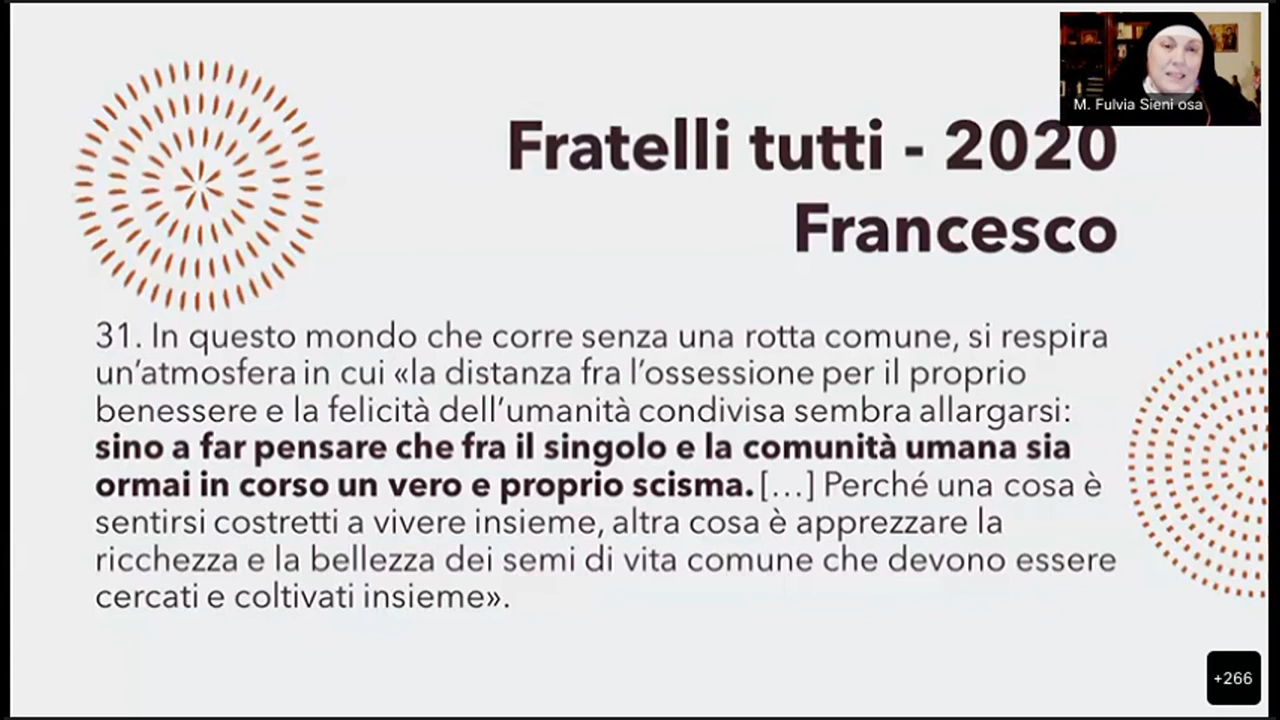 M. Fulvia Sieni osa
Fratelli tutti - 2020
Francesco
31. In questo mondo che corre senza una rotta comune, si respira
un’atmosfera in cui «la distanza fra l’ossessione per il proprio
benessere e la felicità dell’umanità condivisa sembra allargarsi:
sino a far pensare che fra il singolo e la comunità umana sia
ormai in corso un vero e proprio scisma. […] Perché una cosa è
sentirsi costretti a vivere insieme, altra cosa è apprezzare la
ricchezza e la bellezza dei semi di vita comune che devono essere
cercati e coltivati insieme».
+266